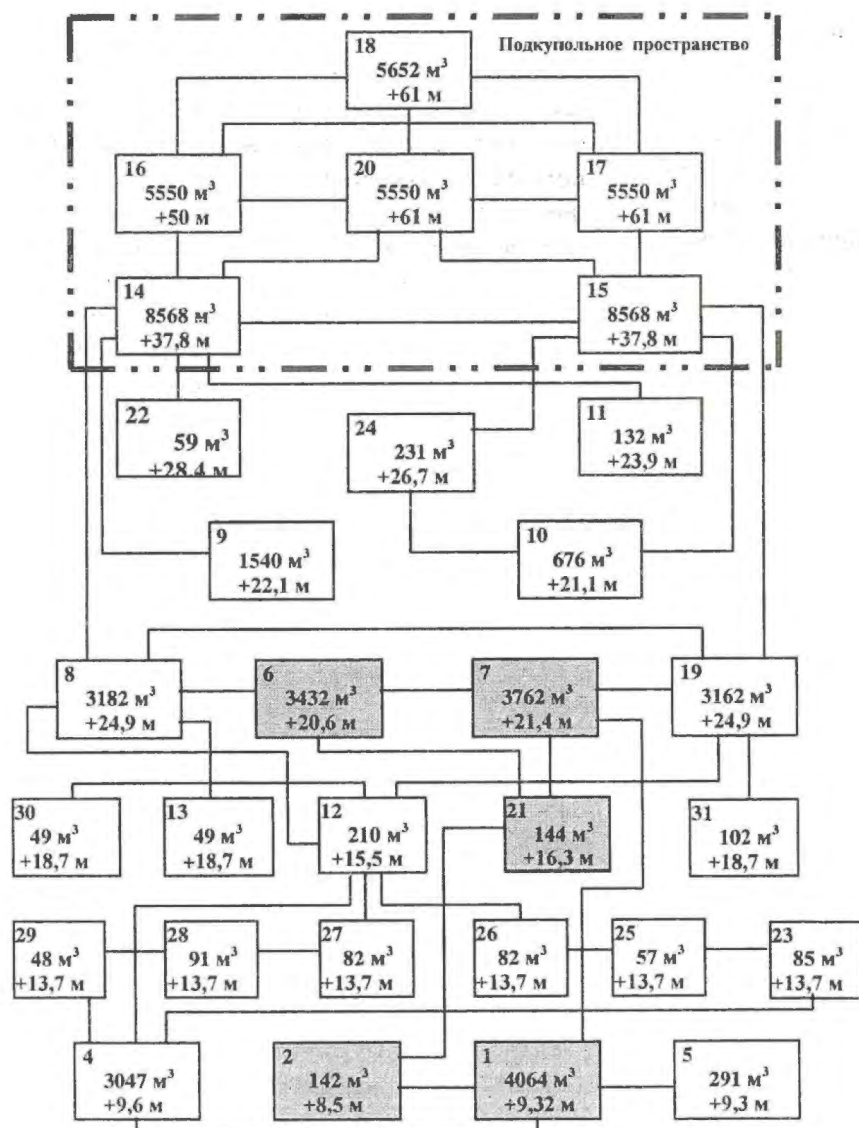 18
Подкупольное пространство
5652 м³
+61 м
16
5550 м³
+50 м
20
5550 м³
+61 м
17
5550 м³
+61 м
14
8568 м³
+37,8 м
15
8568 м³
+37,8 м
22
59 м³
+28,4 м
24
231 м³
+26,7 м
11
132 м³
+23,9 м
9
1540 м³
+22,1 м
10
676 м³
+21,1 м
8
3182 м³
+24,9 м
6
3432 м³
+20,6 м
7
3762 м³
+21,4 м
19
3162 м³
+24,9 м
30
49 м³
+18,7 м
13
49 м³
+18,7 м
12
210 м³
+15,5 м
21
144 м³
+16,3 м
31
102 м³
+18,7 м
29
48 м³
+13,7 м
28
91 м³
+13,7 м
27
82 м³
+13,7 м
26
82 м³
+13,7 м
25
57 м³
+13,7 м
23
85 м³
+13,7 м
4
3047 м³
+9,6 м
2
142 м³
+8,5 м
1
4064 м³
+9,32 м
5
291 м³
+9,3 м